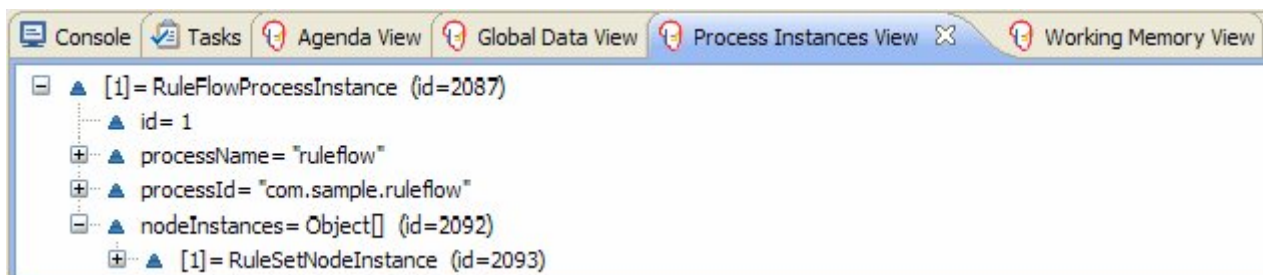 Console Tasks Agenda View Global Data View Process Instances View Working Memory View
[1]= RuleFlowProcessInstance (id=2087)
id= 1
processName= "ruleflow"
processId= "com.sample.ruleflow"
nodeInstances= Object[] (id=2092)
[1]= RuleSetNodeInstance (id=2093)